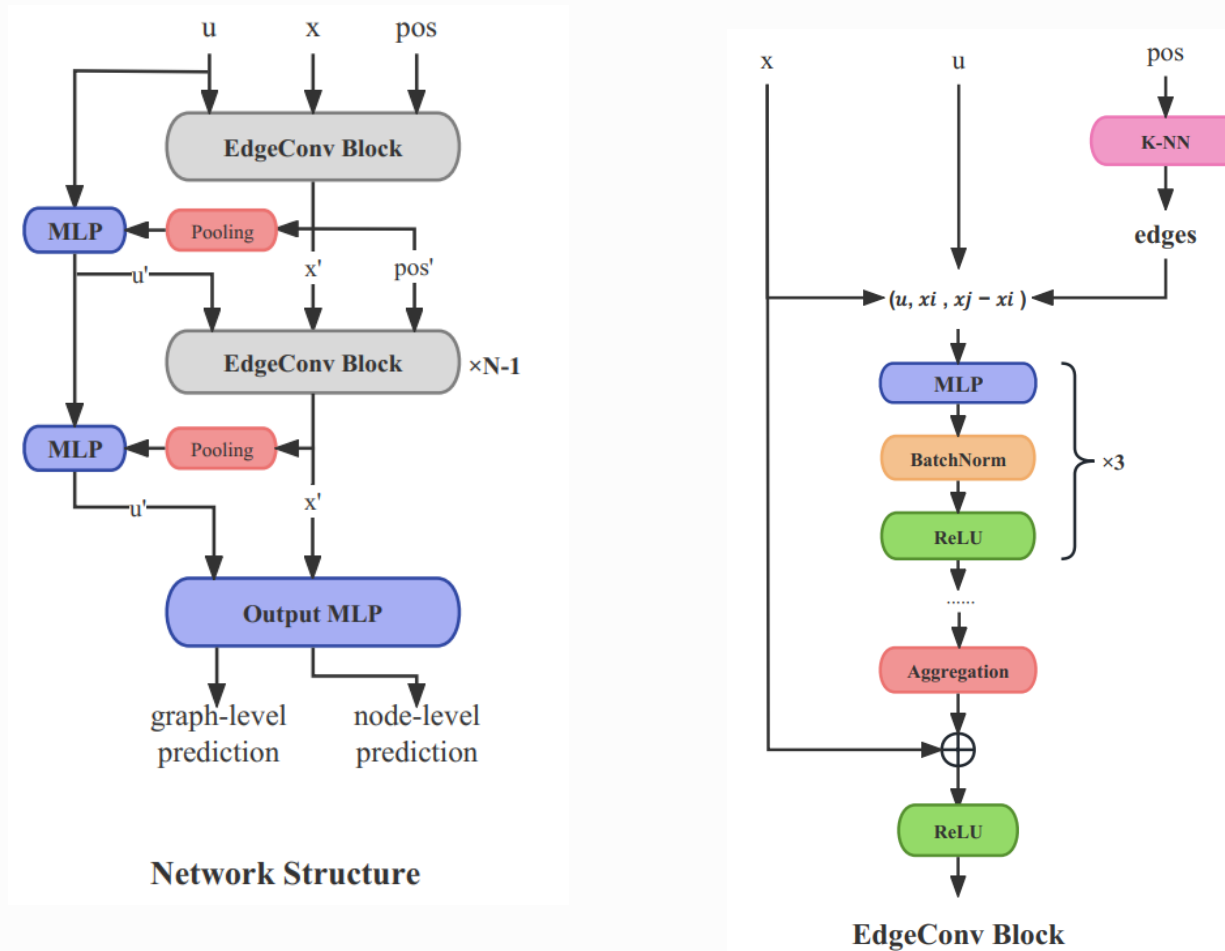 u x pos
EdgeConv Block
MLP
Pooling
u'
x'
pos'
EdgeConv Block
×N-1
MLP
Pooling
u'
x'
Output MLP
graph-level
prediction
node-level
prediction
Network Structure
x u pos
K-NN
edges
(u, xi , xj − xi )
MLP
BatchNorm
×3
ReLU
......
Aggregation
ReLU
EdgeConv Block